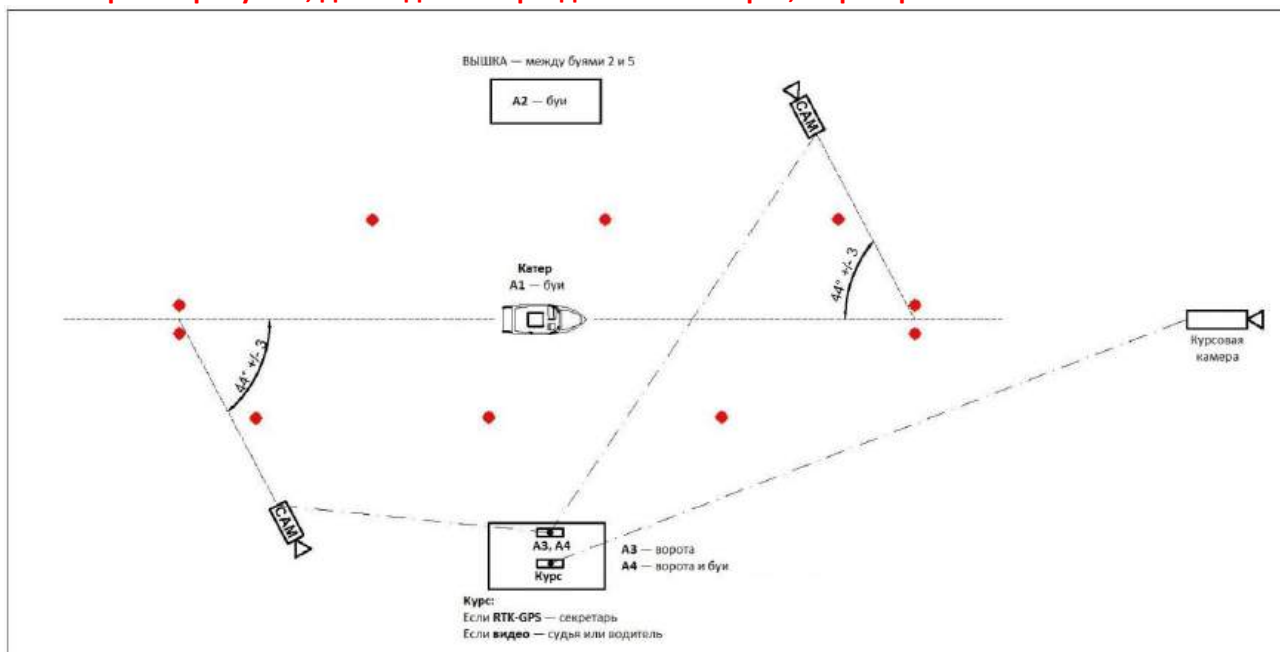 ВЫШКА — между буями 2 и 5
A2 — буи
CAM
44° +/- 3
Катер
A1 — буи
44° +/- 3
Курсовая
камера
CAM
A3, A4
Курс
A3 — ворота
A4 — ворота и буи
Курс:
Если RTK-GPS — секретарь
Если видео — судья или водитель